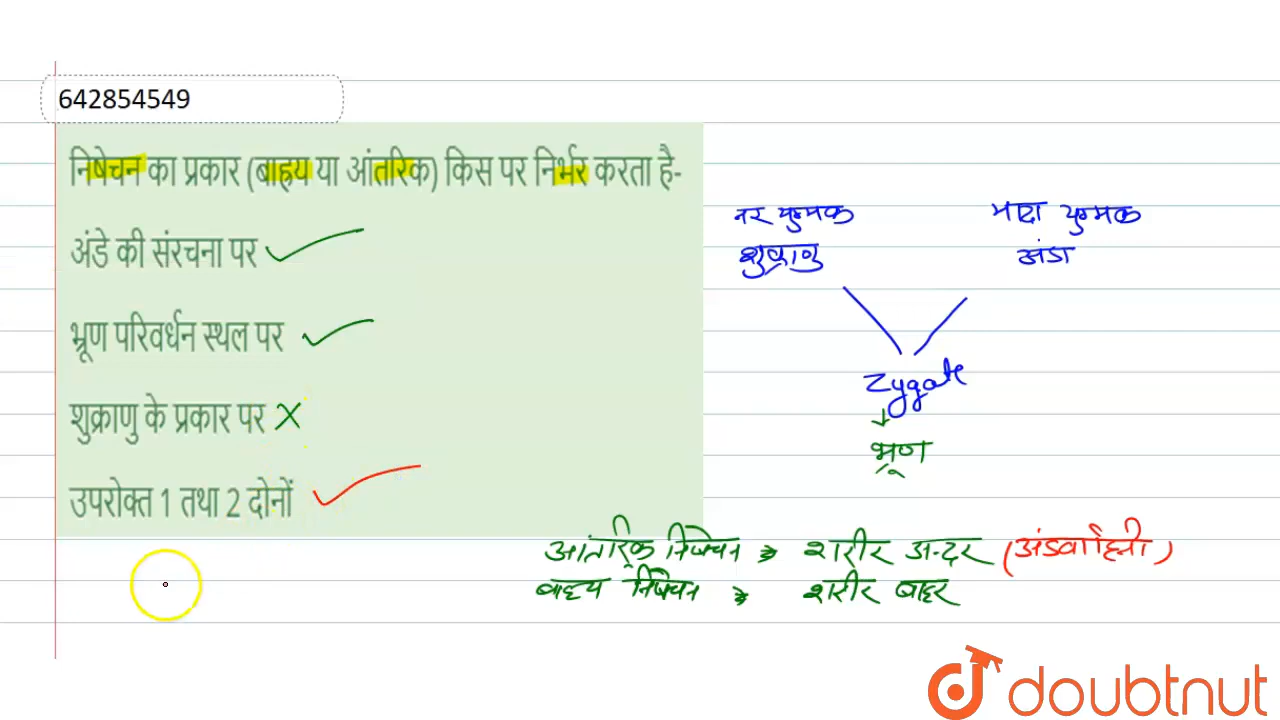 642854549
निषेचन का प्रकार (बाह्रय या आंतरिक) किस पर निर्भर करता है-
अंडे की संरचना पर
भ्रूण परिवर्धन स्थल पर
शुक्राणु के प्रकार पर
उपरोक्त 1 तथा 2 दोनों
नर युग्मक मादा युग्मक
शुक्राणु अंडा
Zygote
भ्रूण
आंतरिक निषेचन शरीर अन्दर (अंडवाहिनी)
बाह्य निषेचन शरीर बाहर
doubtnut